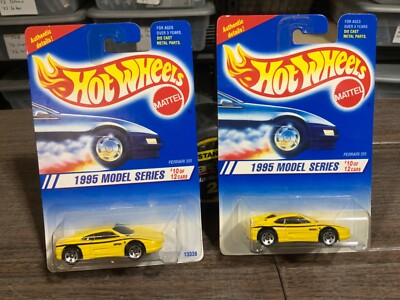 Authentic
details!
FOR AGES
OVER 3 YEARS
DIE CAST
METAL PARTS.
Hot Wheels
MATTEL
FERRARI 355
1995 MODEL SERIES
#10 OF
12 CARS
13338
Authentic
details!
FOR AGES
OVER 3 YEARS
DIE CAST
METAL PARTS.
Hot Wheels
MATTEL
FERRARI 355
1995 MODEL SERIES
#10 OF
12 CARS